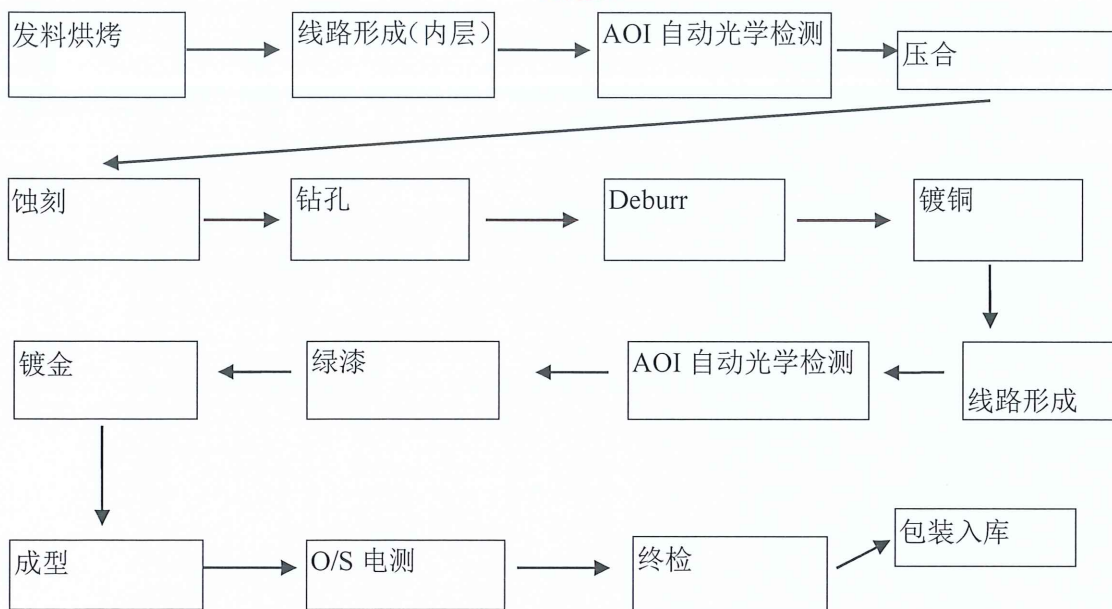 发料烘烤
线路形成（内层）
AOI 自动光学检测
压合
蚀刻
钻孔
Deburr
镀铜
线路形成
AOI 自动光学检测
绿漆
镀金
成型
O/S 电测
终检
包装入库